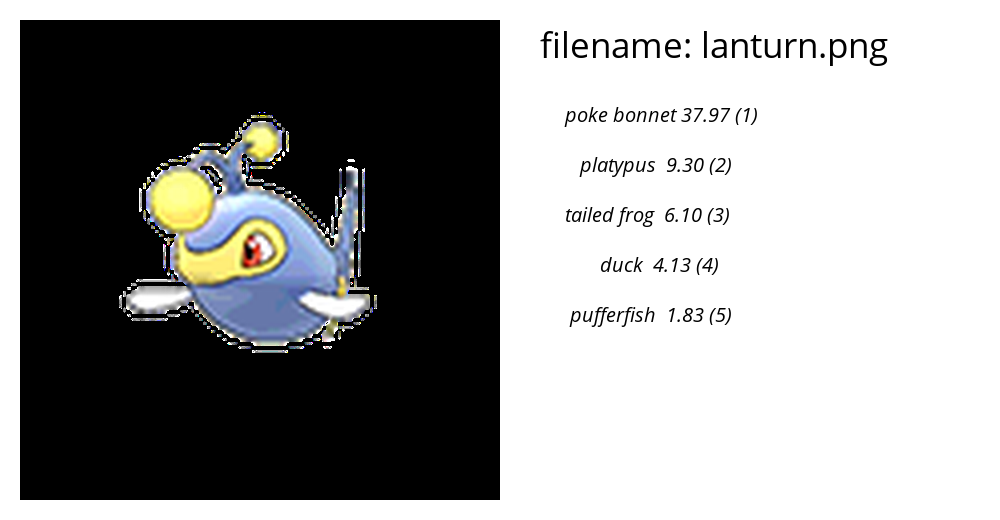 filename: lanturn.png
poke bonnet 37.97 (1)
platypus 9.30 (2)
tailed frog 6.10 (3)
duck 4.13 (4)
pufferfish 1.83 (5)